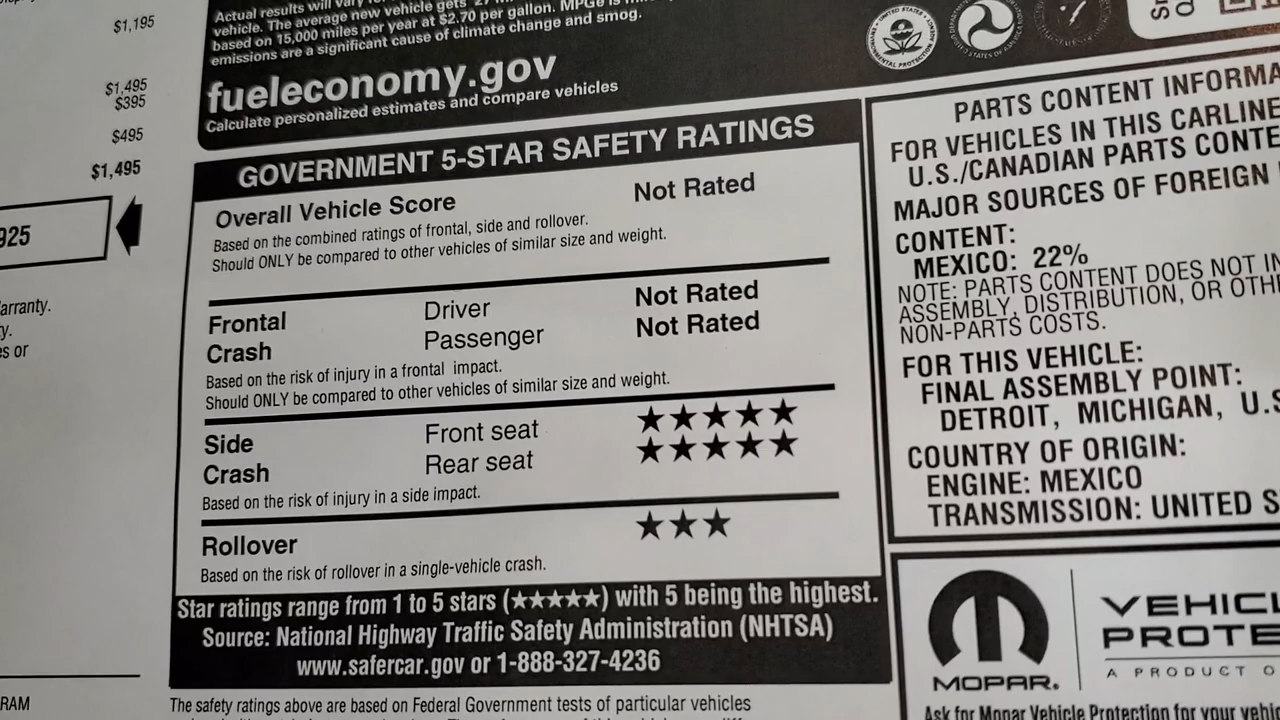 $1,195
$1,495
$395
$495
$1,495
925
arranty.
y.
es or
RAM
Actual results will vary for
vehicle. The average new vehicle gets 27
based on 15,000 miles per year at $2.70 per gallon. MPGe is
emissions are a significant cause of climate change and smog.
fueleconomy.gov
Calculate personalized estimates and compare vehicles
GOVERNMENT 5-STAR SAFETY RATINGS
Overall Vehicle Score Not Rated
Based on the combined ratings of frontal, side and rollover.
Should ONLY be compared to other vehicles of similar size and weight.
Frontal Driver Not Rated
Crash Passenger Not Rated
Based on the risk of injury in a frontal impact.
Should ONLY be compared to other vehicles of similar size and weight.
Side Front seat ★★★★★
Crash Rear seat ★★★★★
Based on the risk of injury in a side impact.
Rollover ★★★
Based on the risk of rollover in a single-vehicle crash.
Star ratings range from 1 to 5 stars (★★★★★) with 5 being the highest.
Source: National Highway Traffic Safety Administration (NHTSA)
www.safercar.gov or 1-888-327-4236
The safety ratings above are based on Federal Government tests of particular vehicles
PARTS CONTENT INFORMA
FOR VEHICLES IN THIS CARLINE
U.S./CANADIAN PARTS CONTE
MAJOR SOURCES OF FOREIGN
CONTENT:
MEXICO: 22%
NOTE: PARTS CONTENT DOES NOT IN
ASSEMBLY, DISTRIBUTION, OR OTH
NON-PARTS COSTS.
FOR THIS VEHICLE:
FINAL ASSEMBLY POINT:
DETROIT, MICHIGAN, U.S
COUNTRY OF ORIGIN:
ENGINE: MEXICO
TRANSMISSION: UNITED S
MOPAR.
VEHIC
PROTE
A PRODUCT O
Ask for Mopar Vehicle Protection for your vehic